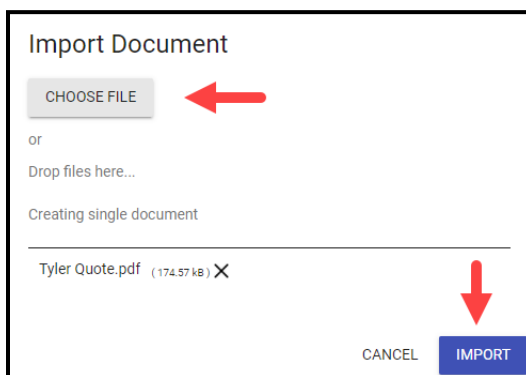 Import Document
CHOOSE FILE
or
Drop files here...
Creating single document
Tyler Quote.pdf (174.57 kB)
CANCEL IMPORT